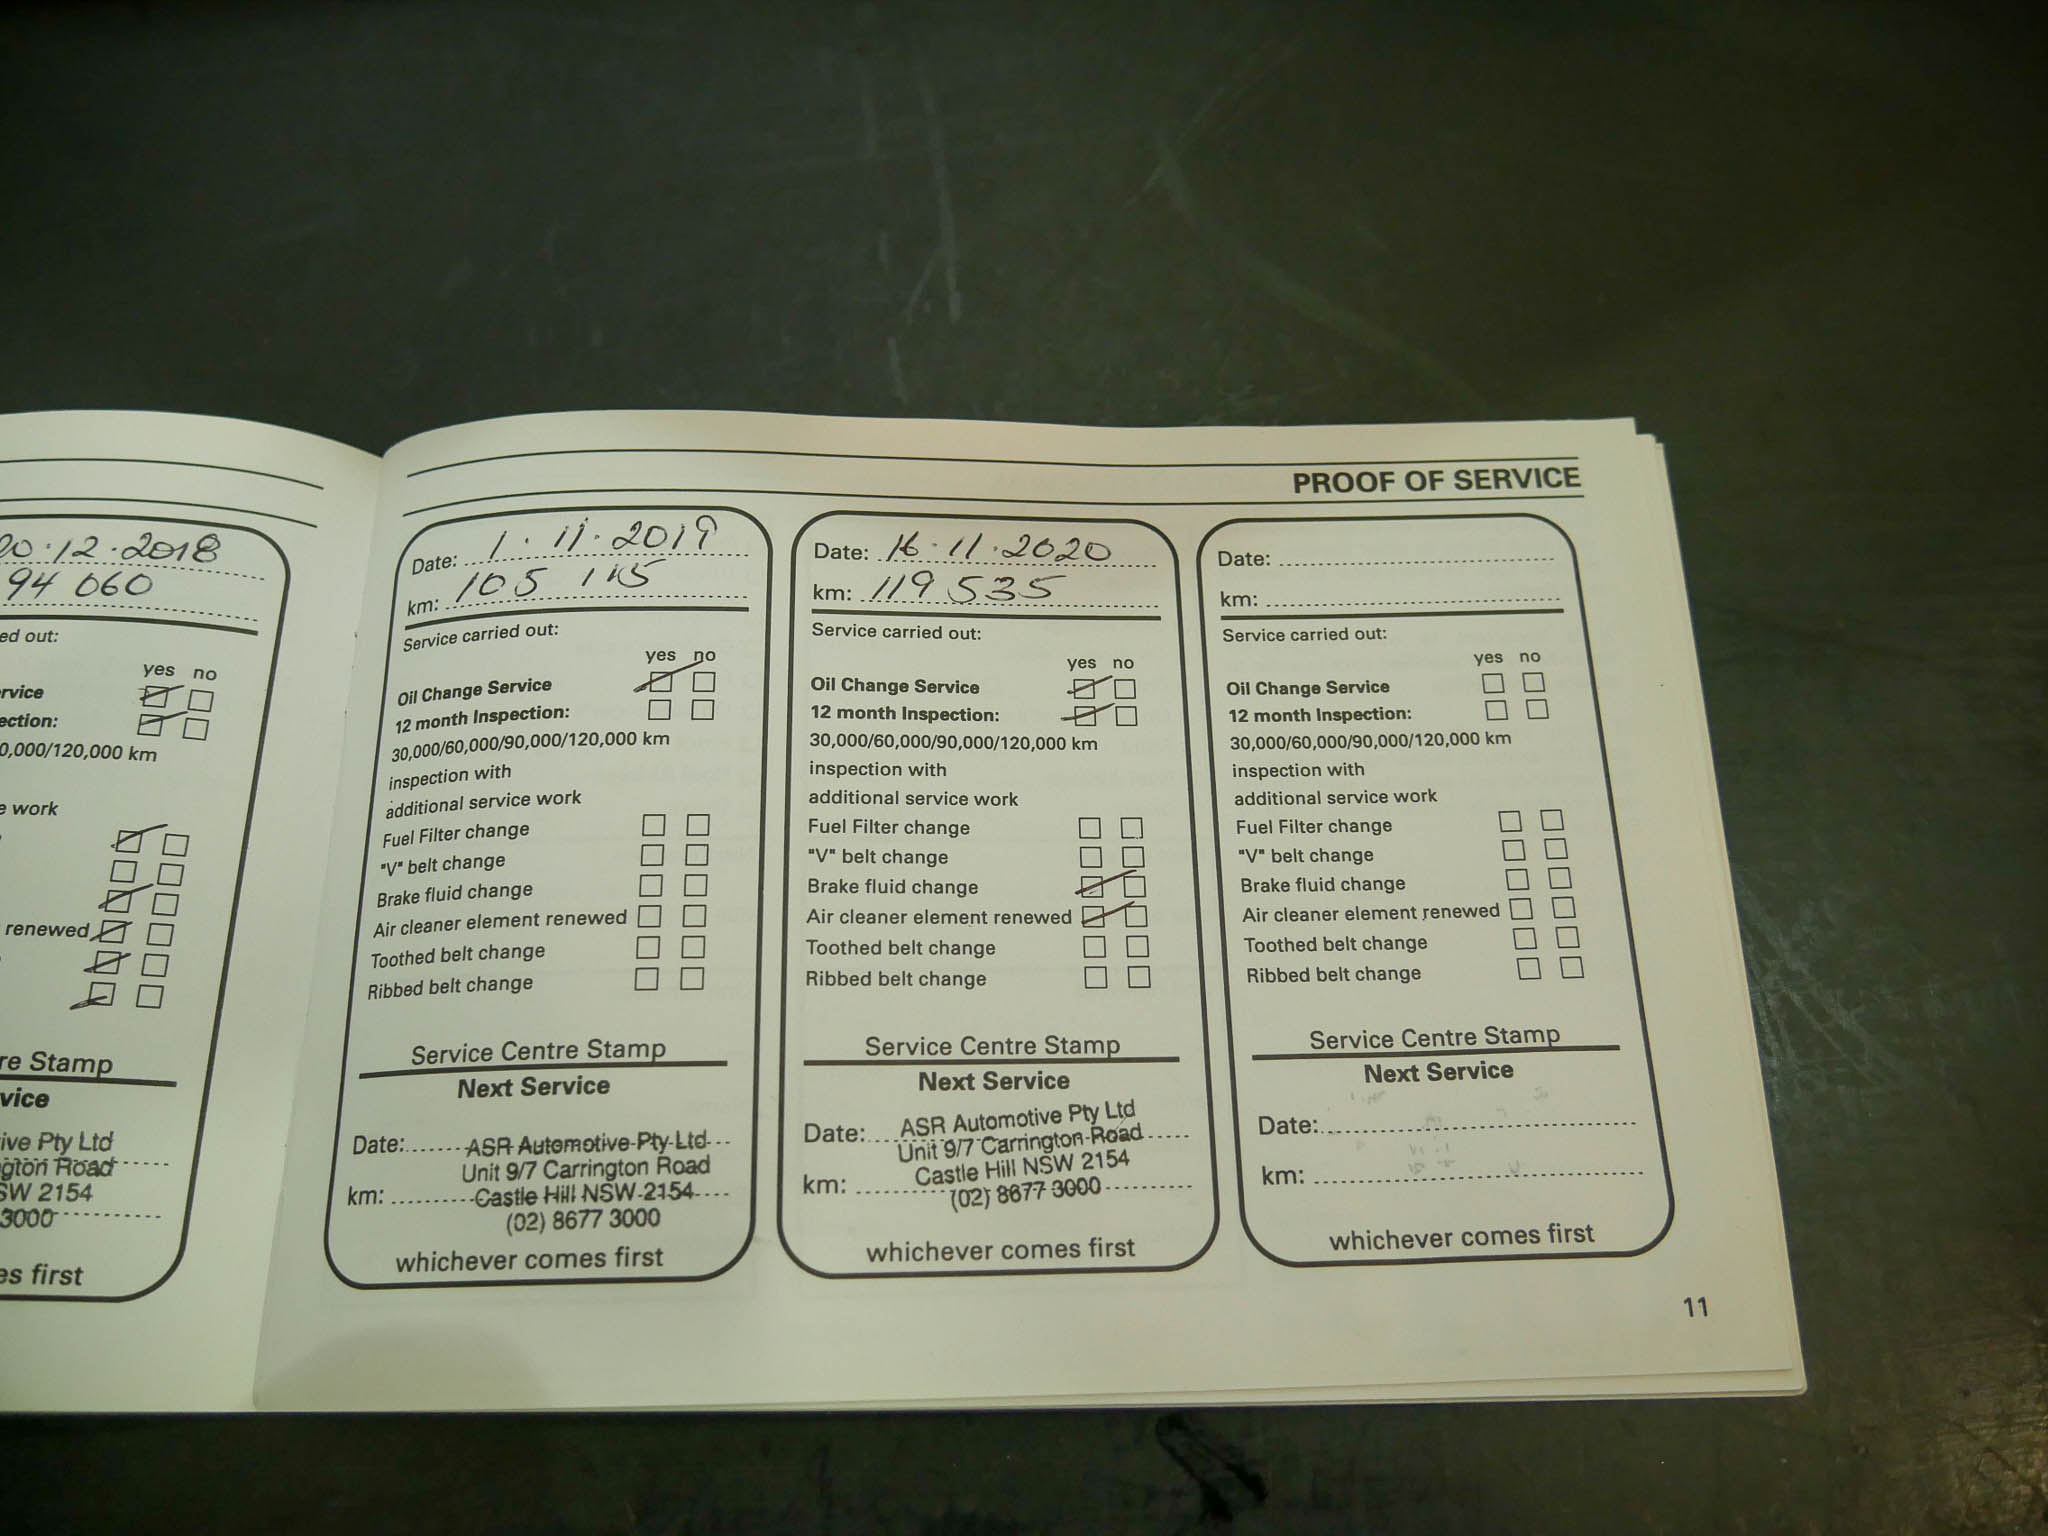 20.12.2018
94 060
ed out:
yes no
rvice
ection:
0,000/120,000 km
e work
renewed
re Stamp
vice
ive Pty Ltd
gton Road
SW 2154
3000
es first
PROOF OF SERVICE
Date: 1.11.2019
km: 105 115
Service carried out:
yes no
Oil Change Service
12 month Inspection:
30,000/60,000/90,000/120,000 km
inspection with
additional service work
Fuel Filter change
"V" belt change
Brake fluid change
Air cleaner element renewed
Toothed belt change
Ribbed belt change
Service Centre Stamp
Next Service
Date: ASR Automotive Pty Ltd
Unit 9/7 Carrington Road
km: Castle Hill NSW 2154
(02) 8677 3000
whichever comes first
Date: 16.11.2020
km: 119 535
Service carried out:
yes no
Oil Change Service
12 month Inspection:
30,000/60,000/90,000/120,000 km
inspection with
additional service work
Fuel Filter change
"V" belt change
Brake fluid change
Air cleaner element renewed
Toothed belt change
Ribbed belt change
Service Centre Stamp
Next Service
ASR Automotive Pty Ltd
Date: Unit 9/7 Carrington Road
Castle Hill NSW 2154
km: (02) 8677 3000
whichever comes first
Date:
km:
Service carried out:
yes no
Oil Change Service
12 month Inspection:
30,000/60,000/90,000/120,000 km
inspection with
additional service work
Fuel Filter change
"V" belt change
Brake fluid change
Air cleaner element renewed
Toothed belt change
Ribbed belt change
Service Centre Stamp
Next Service
Date:
km:
whichever comes first
11